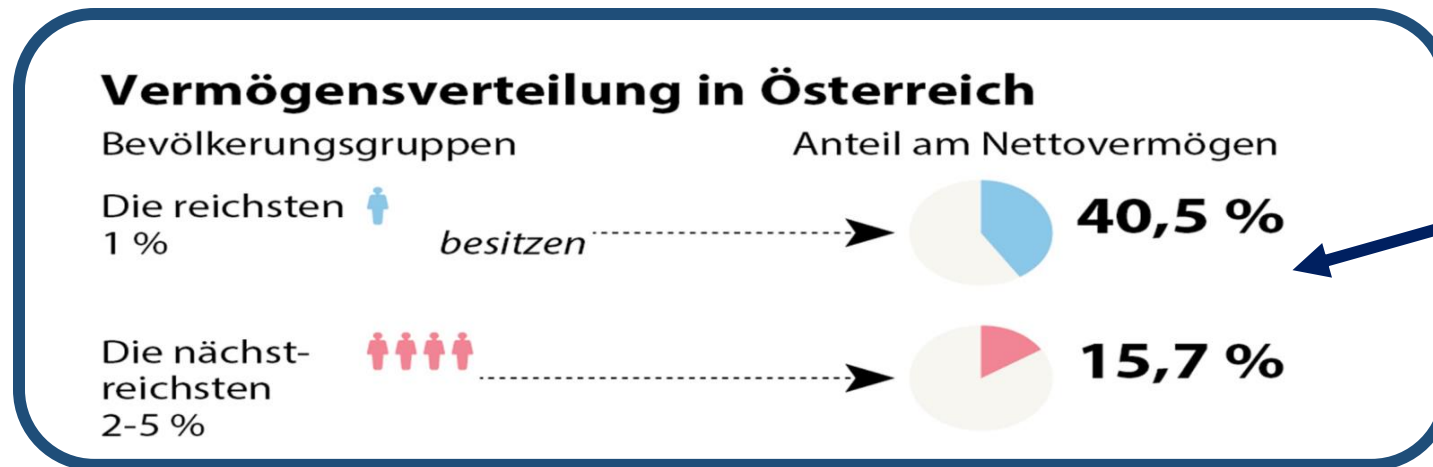 Vermögensverteilung in Österreich
Bevölkerungsgruppen
Anteil am Nettovermögen
Die reichsten
1 %
besitzen
40,5 %
Die nächst-
reichsten
2-5 %
15,7 %